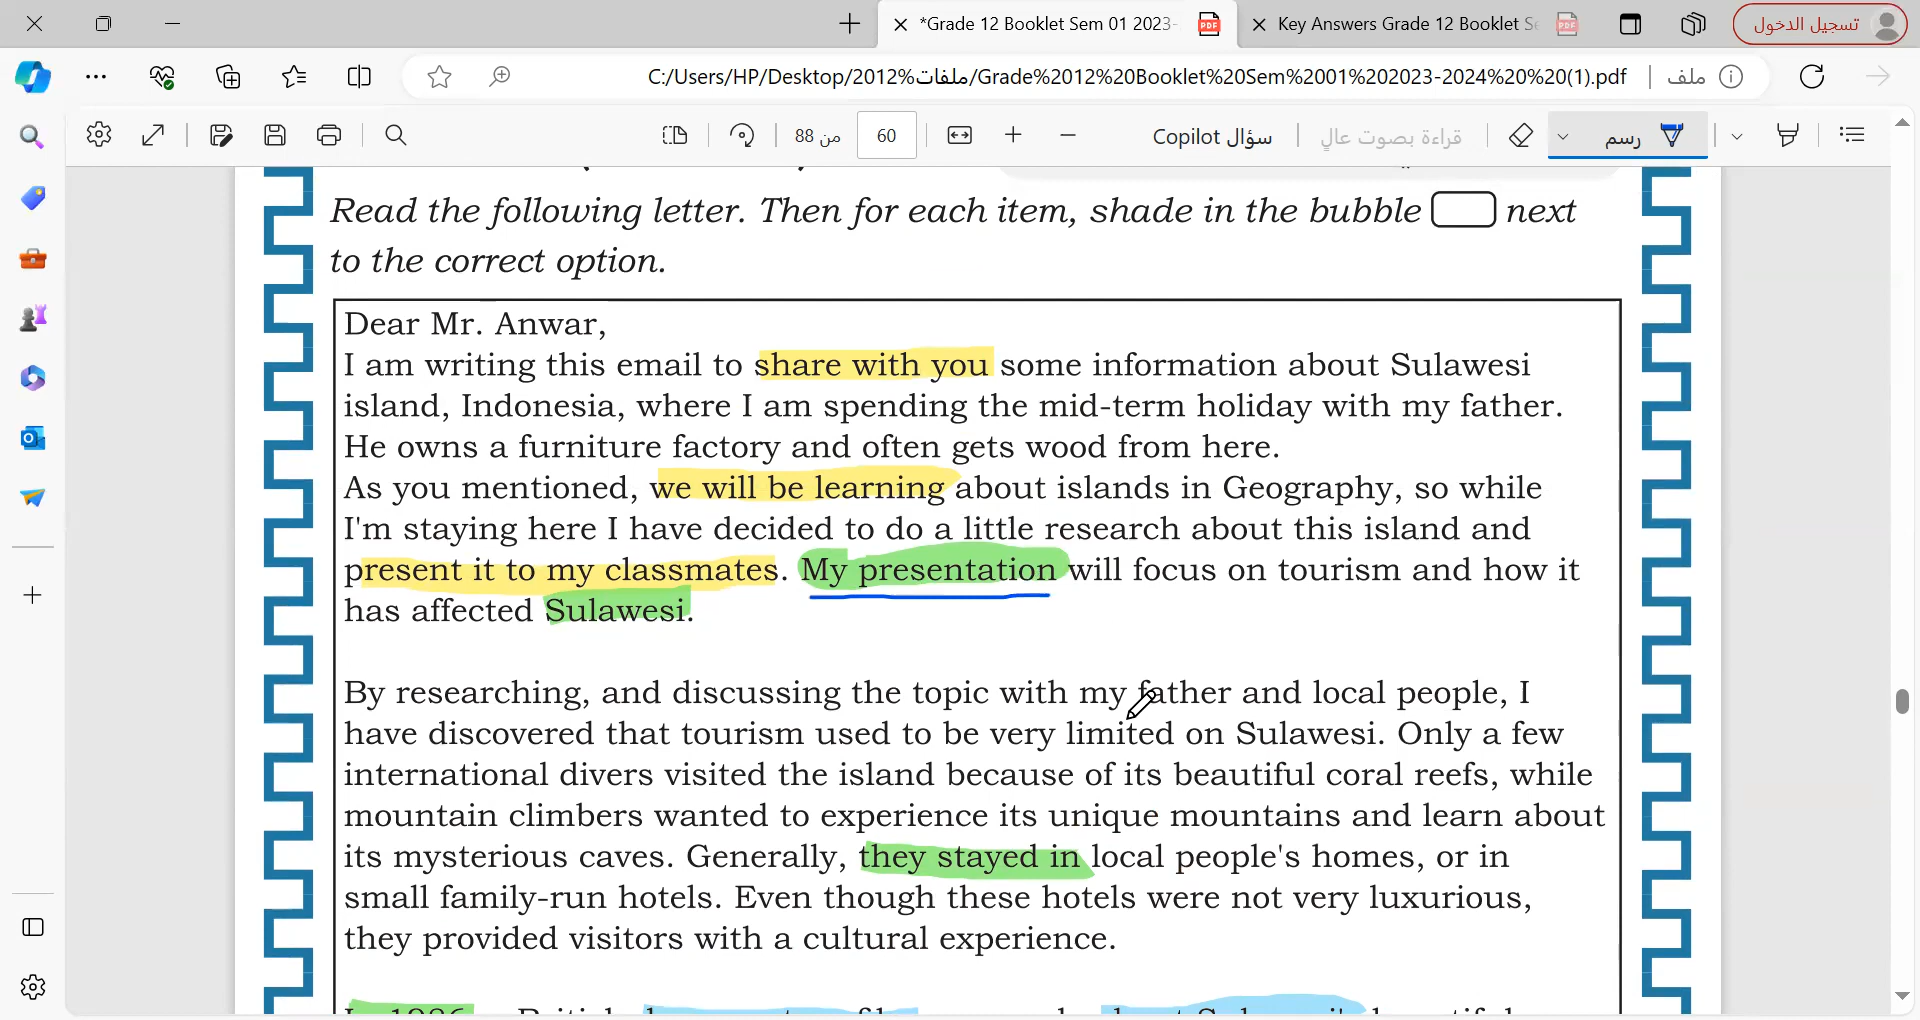 *Grade 12 Booklet Sem 01 2023-
Key Answers Grade 12 Booklet
تسجيل الدخول
C:/Users/HP/Desktop/2012%ملفات/Grade%2012%20Booklet%20Sem%2001%202023-2024%20%20(1).pdf
ملف
من 88
60
سؤال Copilot
قراءة بصوت عالٍ
رسم
Read the following letter. Then for each item, shade in the bubble next
to the correct option.
Dear Mr. Anwar,
I am writing this email to share with you some information about Sulawesi
island, Indonesia, where I am spending the mid-term holiday with my father.
He owns a furniture factory and often gets wood from here.
As you mentioned, we will be learning about islands in Geography, so while
I'm staying here I have decided to do a little research about this island and
present it to my classmates. My presentation will focus on tourism and how it
has affected Sulawesi.
By researching, and discussing the topic with my father and local people, I
have discovered that tourism used to be very limited on Sulawesi. Only a few
international divers visited the island because of its beautiful coral reefs, while
mountain climbers wanted to experience its unique mountains and learn about
its mysterious caves. Generally, they stayed in local people's homes, or in
small family-run hotels. Even though these hotels were not very luxurious,
they provided visitors with a cultural experience.